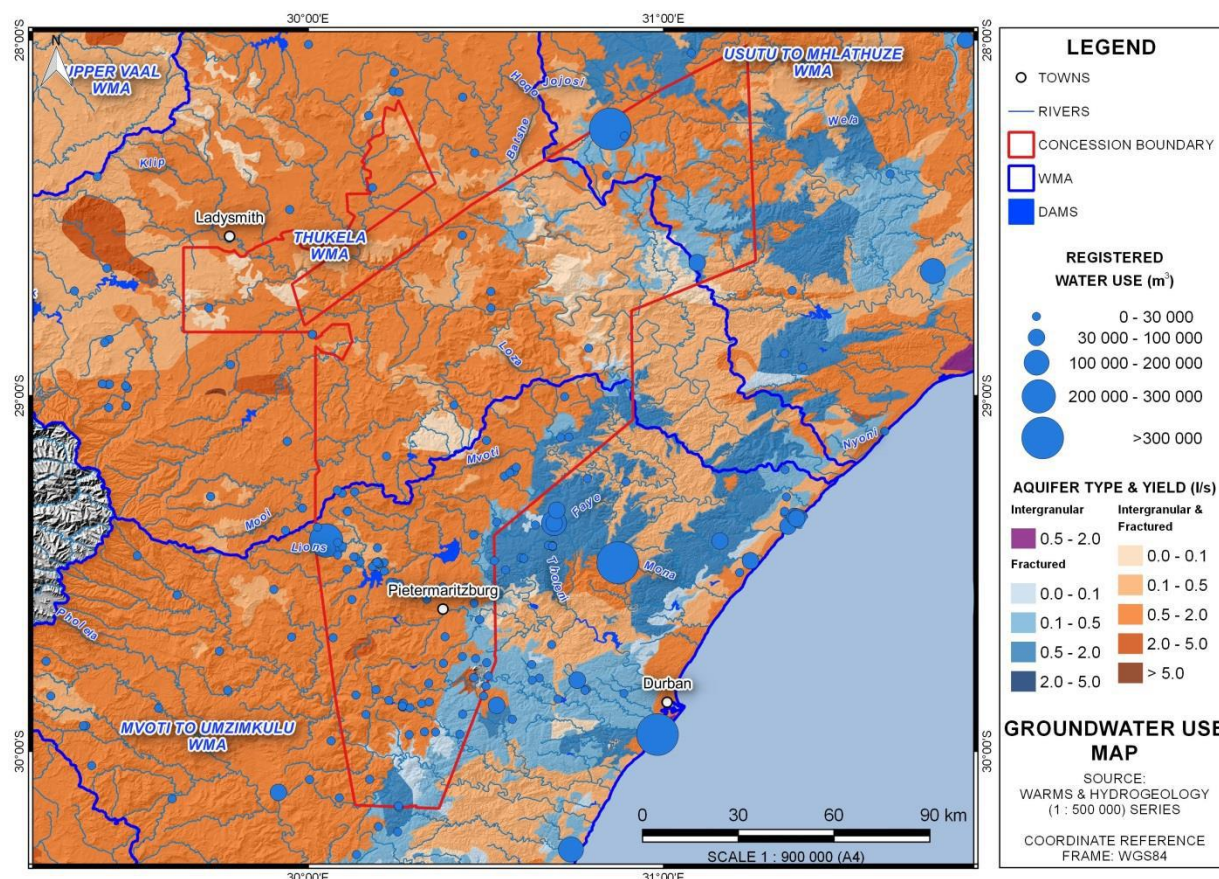 30°00'E
31°00'E
28°00'S
28°00'S
N
UPPER VAAL
WMA
USUTU TO MHLATHUZE
WMA
Hoqo
Jojosi
Batshe
Wela
Klip
Ladysmith
THUKELA
WMA
Loza
29°00'S
29°00'S
Nyoni
Mvoti
Faye
Mooi
Lions
Tholeni
Mona
Pietermaritzburg
Pholela
Durban
MVOTI TO UMZIMKULU
WMA
30°00'S
30°00'S
0 30 60 90 km
SCALE 1 : 900 000 (A4)
30°00'E
31°00'E
LEGEND
TOWNS
RIVERS
CONCESSION BOUNDARY
WMA
DAMS
REGISTERED
WATER USE (m³)
0 - 30 000
30 000 - 100 000
100 000 - 200 000
200 000 - 300 000
>300 000
AQUIFER TYPE & YIELD (l/s)
Intergranular
0.5 - 2.0
Fractured
0.0 - 0.1
0.1 - 0.5
0.5 - 2.0
2.0 - 5.0
Intergranular &
Fractured
0.0 - 0.1
0.1 - 0.5
0.5 - 2.0
2.0 - 5.0
> 5.0
GROUNDWATER USE
MAP
SOURCE:
WARMS & HYDROGEOLOGY
(1 : 500 000) SERIES
COORDINATE REFERENCE
FRAME: WGS84